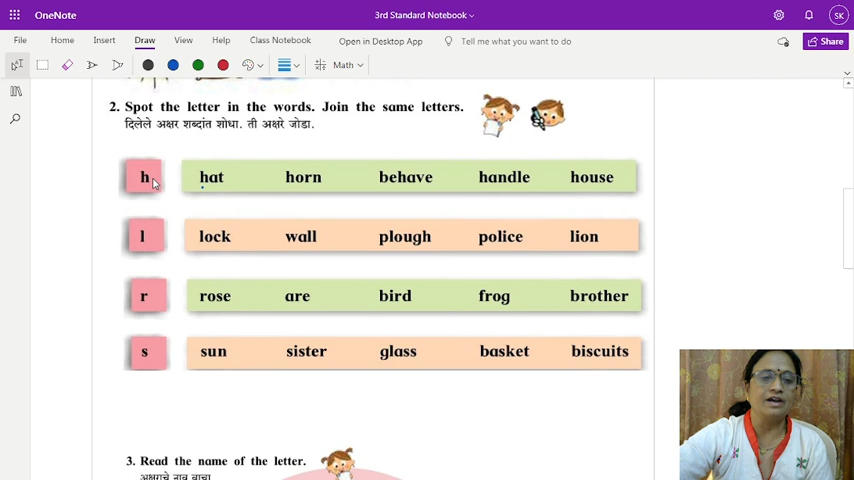 OneNote
3rd Standard Notebook
SK
File Home Insert Draw View Help Class Notebook Open in Desktop App Tell me what you want to do Share
Math
2. Spot the letter in the words. Join the same letters.
दिलेले अक्षर शब्दांत शोधा. ती अक्षरे जोडा.
h hat horn behave handle house
l lock wall plough police lion
r rose are bird frog brother
s sun sister glass basket biscuits
3. Read the name of the letter.
अक्षराचे नाव वाचा